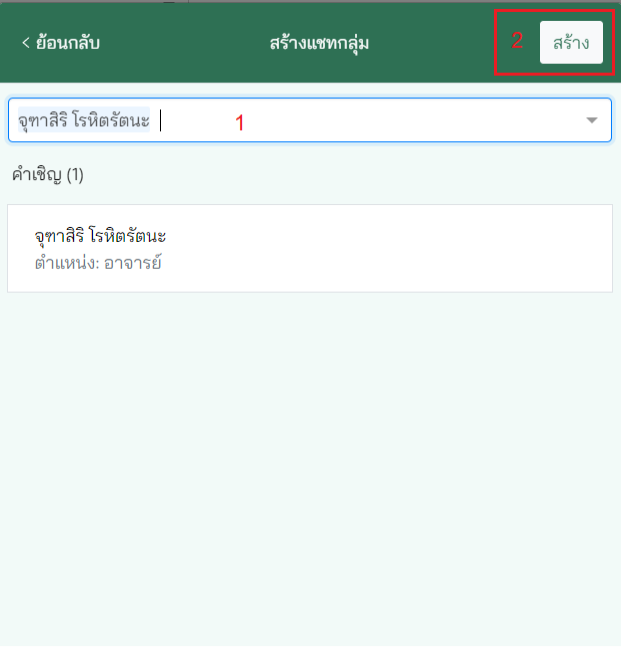 < ย้อนกลับ สร้างแชทกลุ่ม 2 สร้าง
จุฑาสิริ โรหิตรัตนะ 1
คำเชิญ (1)
จุฑาสิริ โรหิตรัตนะ
ตำแหน่ง: อาจารย์